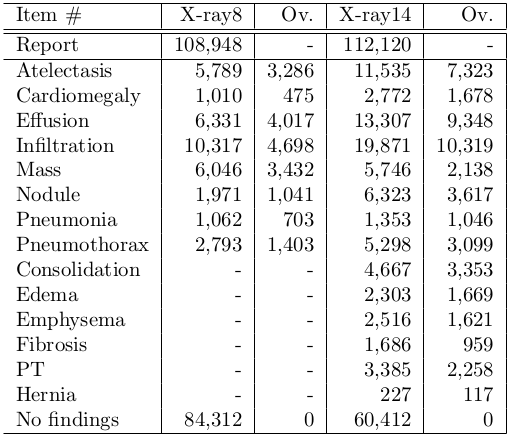 Item # X-ray8 Ov. X-ray14 Ov.
Report 108,948 - 112,120 -
Atelectasis 5,789 3,286 11,535 7,323
Cardiomegaly 1,010 475 2,772 1,678
Effusion 6,331 4,017 13,307 9,348
Infiltration 10,317 4,698 19,871 10,319
Mass 6,046 3,432 5,746 2,138
Nodule 1,971 1,041 6,323 3,617
Pneumonia 1,062 703 1,353 1,046
Pneumothorax 2,793 1,403 5,298 3,099
Consolidation - - 4,667 3,353
Edema - - 2,303 1,669
Emphysema - - 2,516 1,621
Fibrosis - - 1,686 959
PT - - 3,385 2,258
Hernia - - 227 117
No findings 84,312 0 60,412 0